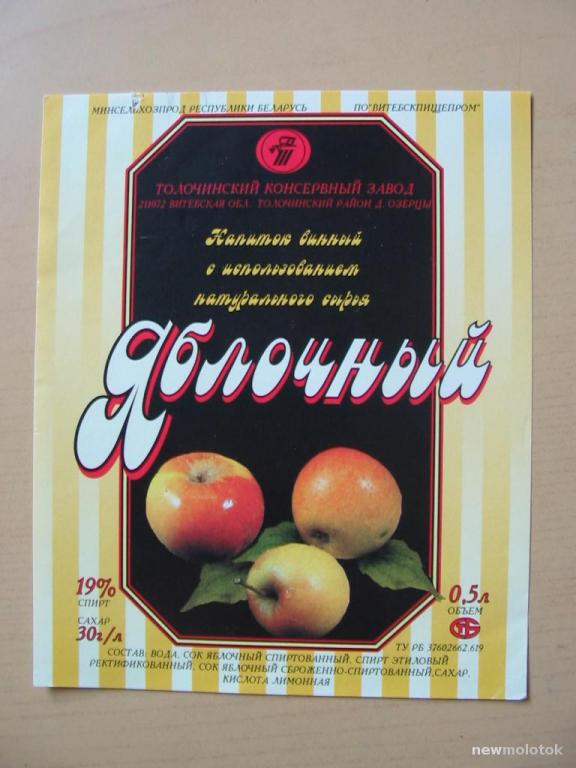 МИНСЕЛЬХОЗПРОД РЕСПУБЛИКИ БЕЛАРУСЬ ПО"ВИТЕБСКПИЩЕПРОМ"
ТОЛОЧИНСКИЙ КОНСЕРВНЫЙ ЗАВОД
211072 ВИТЕБСКАЯ ОБЛ. ТОЛОЧИНСКИЙ РАЙОН Д. ОЗЕРЦЫ
Напиток винный
с использованием
натурального сырья
Яблочный
19%
СПИРТ
САХАР
30г/л
0,5л
ОБЪЕМ
ТУ РБ 37602662.619
СОСТАВ: ВОДА, СОК ЯБЛОЧНЫЙ СПИРТОВАННЫЙ, СПИРТ ЭТИЛОВЫЙ
РЕКТИФИКОВАННЫЙ, СОК ЯБЛОЧНЫЙ СБРОЖЕННО-СПИРТОВАННЫЙ,САХАР,
КИСЛОТА ЛИМОННАЯ
newmolotok